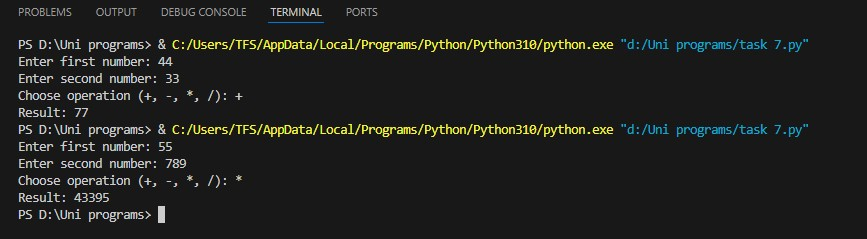 PROBLEMS OUTPUT DEBUG CONSOLE TERMINAL PORTS
PS D:\Uni programs> & C:/Users/TFS/AppData/Local/Programs/Python/Python310/python.exe "d:/Uni programs/task 7.py"
Enter first number: 44
Enter second number: 33
Choose operation (+, -, *, /): +
Result: 77
PS D:\Uni programs> & C:/Users/TFS/AppData/Local/Programs/Python/Python310/python.exe "d:/Uni programs/task 7.py"
Enter first number: 55
Enter second number: 789
Choose operation (+, -, *, /): *
Result: 43395
PS D:\Uni programs>